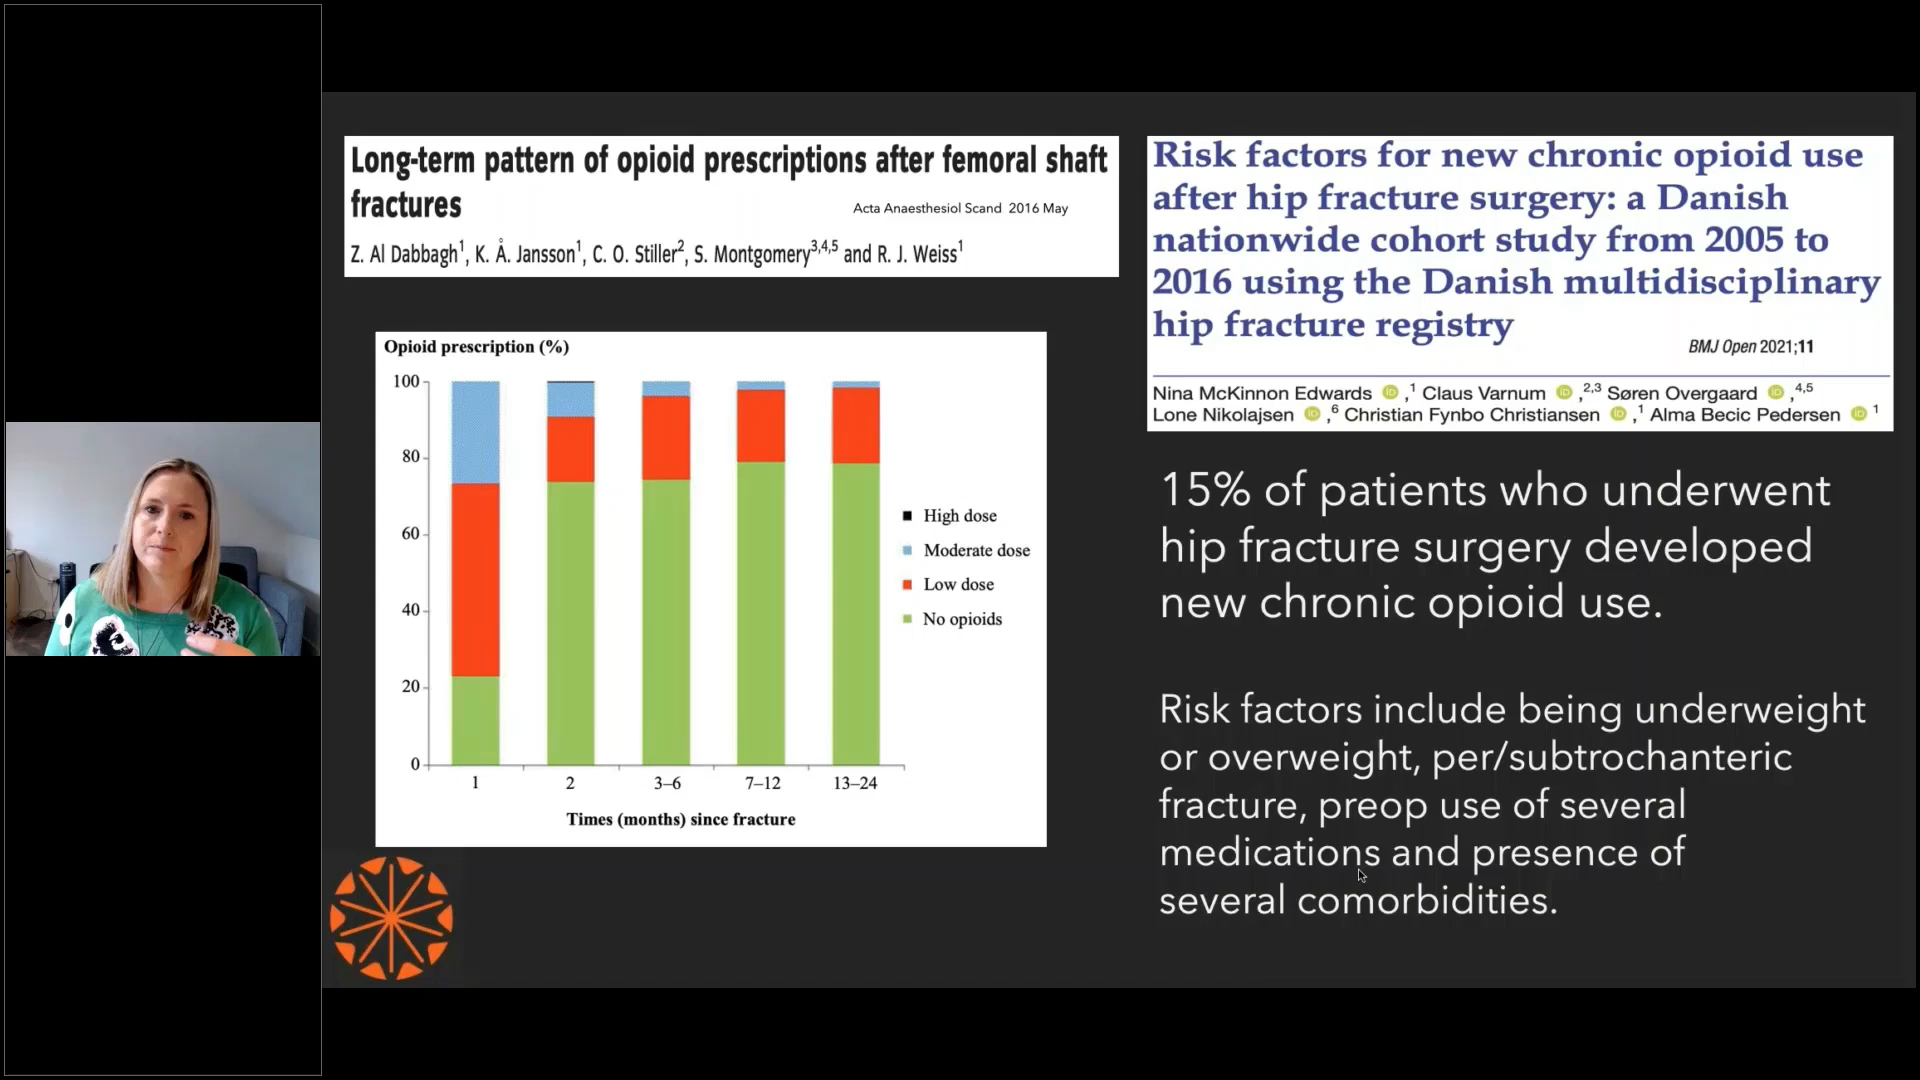 Long-term pattern of opioid prescriptions after femoral shaft
fractures
Acta Anaesthesiol Scand 2016 May
Z. Al Dabbagh1, K. Å. Jansson1, C. O. Stiller2, S. Montgomery3,4,5 and R. J. Weiss1
Opioid prescription (%)
100
80
60
40
20
0
1
2
3–6
7–12
13–24
Times (months) since fracture
High dose
Moderate dose
Low dose
No opioids
Risk factors for new chronic opioid use
after hip fracture surgery: a Danish
nationwide cohort study from 2005 to
2016 using the Danish multidisciplinary
hip fracture registry
BMJ Open 2021;11
Nina McKinnon Edwards iD ,1 Claus Varnum iD ,2,3 Søren Overgaard iD ,4,5
Lone Nikolajsen iD ,6 Christian Fynbo Christiansen iD ,1 Alma Becic Pedersen iD 1
15% of patients who underwent
hip fracture surgery developed
new chronic opioid use.
Risk factors include being underweight
or overweight, per/subtrochanteric
fracture, preop use of several
medications and presence of
several comorbidities.